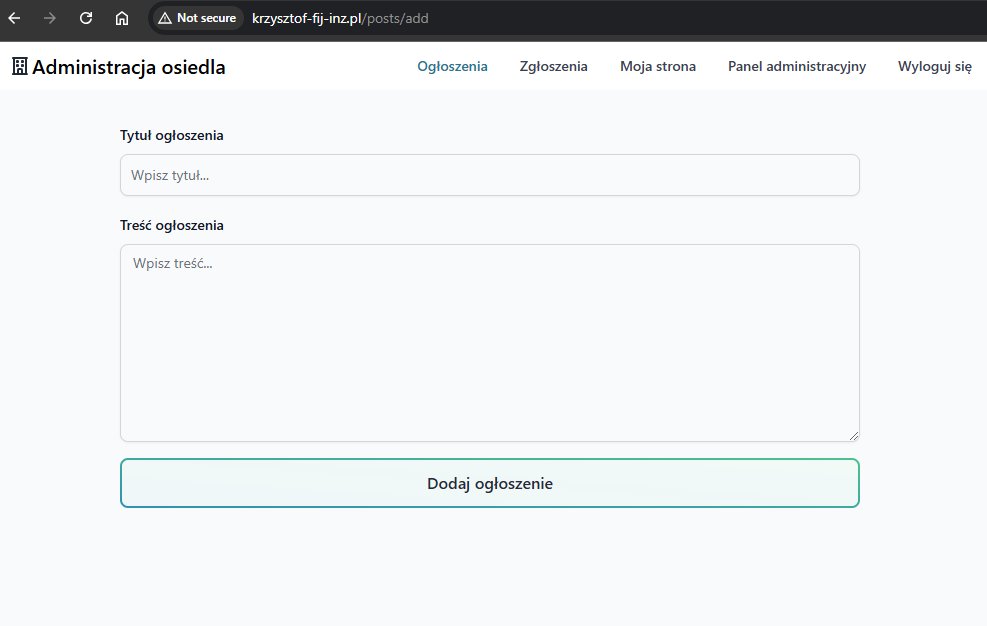 Not secure krzysztof-fij-inz.pl/posts/add
Administracja osiedla Ogłoszenia Zgłoszenia Moja strona Panel administracyjny Wyloguj się
Tytuł ogłoszenia
Wpisz tytuł...
Treść ogłoszenia
Wpisz treść...
Dodaj ogłoszenie